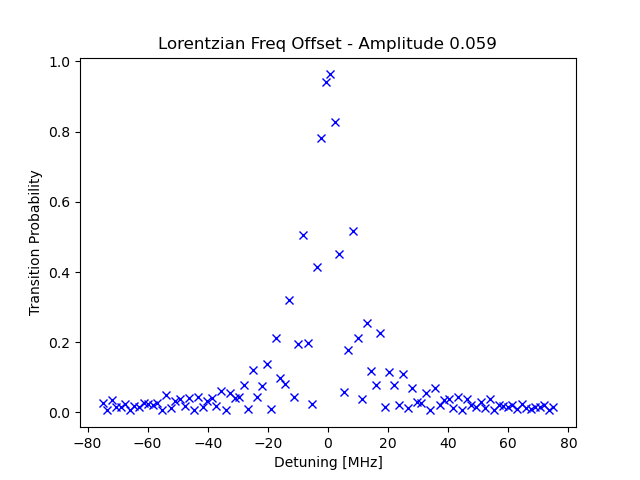 Lorentzian Freq Offset - Amplitude 0.059
1.0
0.8
0.6
0.4
0.2
0.0
Transition Probability
−80 −60 −40 −20 0 20 40 60 80
Detuning [MHz]